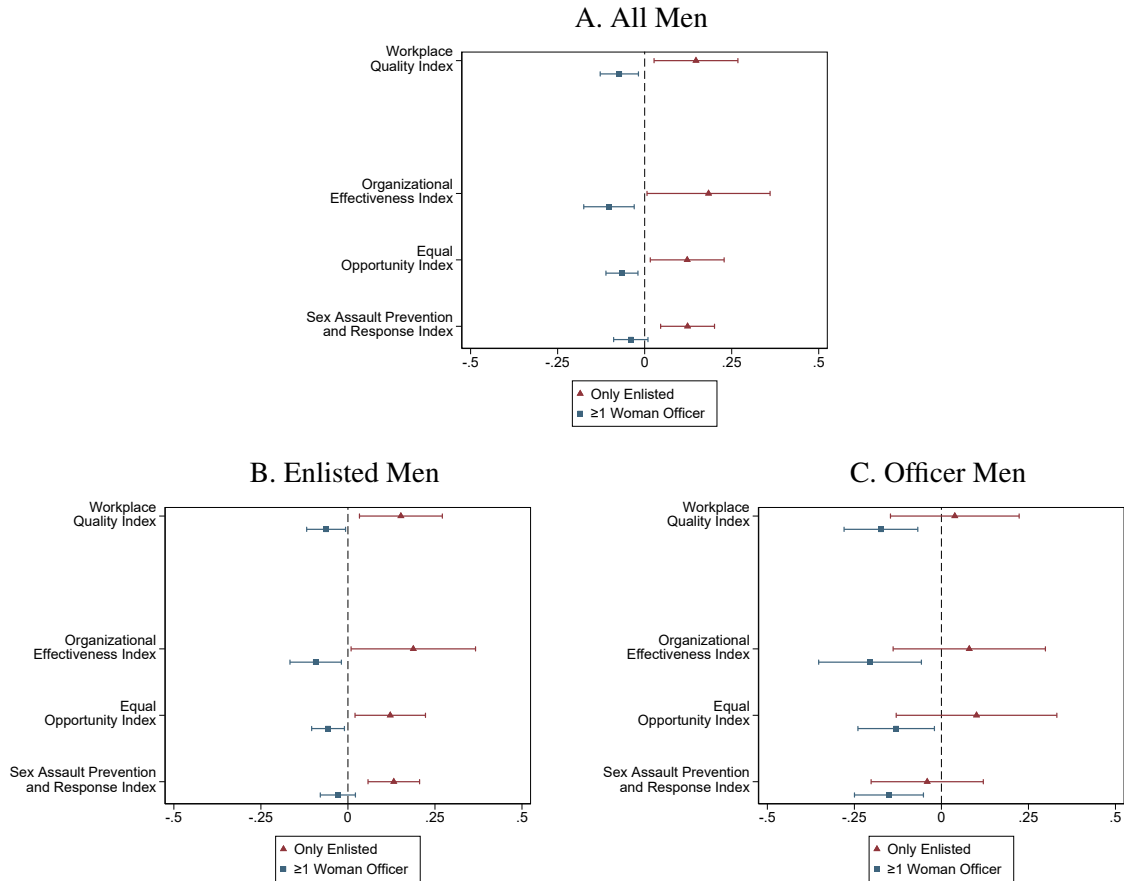 A. All Men
Workplace
Quality Index
Organizational
Effectiveness Index
Equal
Opportunity Index
Sex Assault Prevention
and Response Index
-.5 -.25 0 .25 .5
Only Enlisted
≥1 Woman Officer
B. Enlisted Men
Workplace
Quality Index
Organizational
Effectiveness Index
Equal
Opportunity Index
Sex Assault Prevention
and Response Index
-.5 -.25 0 .25 .5
Only Enlisted
≥1 Woman Officer
C. Officer Men
Workplace
Quality Index
Organizational
Effectiveness Index
Equal
Opportunity Index
Sex Assault Prevention
and Response Index
-.5 -.25 0 .25 .5
Only Enlisted
≥1 Woman Officer